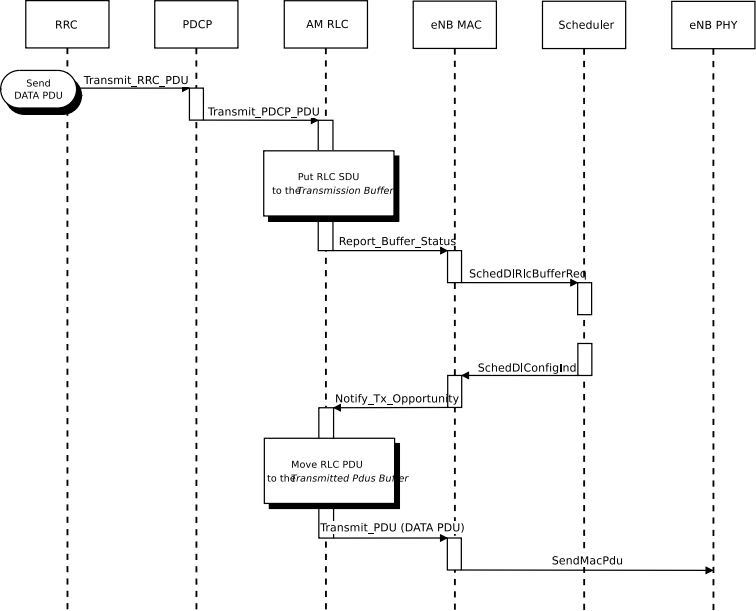 RRC
PDCP
AM RLC
eNB MAC
Scheduler
eNB PHY
Send
DATA PDU
Transmit_RRC_PDU
Transmit_PDCP_PDU
Put RLC SDU
to the Transmission Buffer
Report_Buffer_Status
SchedDlRlcBufferReq
SchedDlConfigInd
Notify_Tx_Opportunity
Move RLC PDU
to the Transmitted Pdus Buffer
Transmit_PDU (DATA PDU)
SendMacPdu